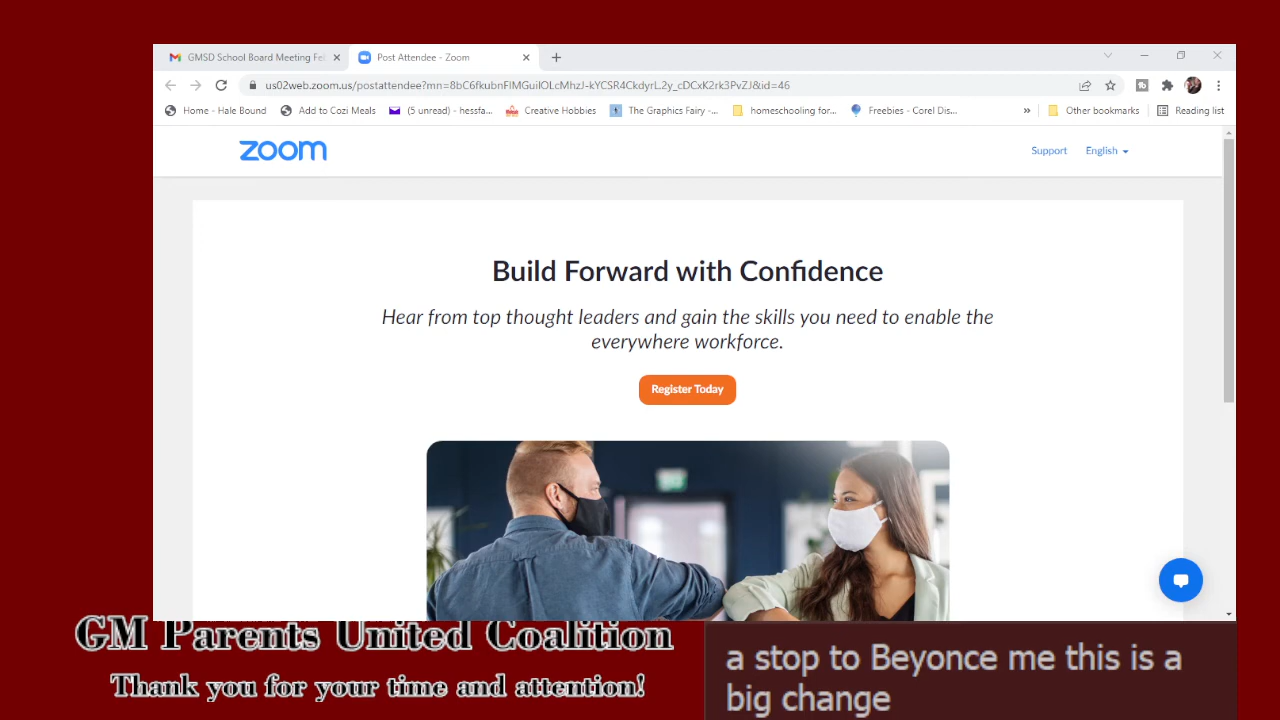 GMSD School Board Meeting Fe
Post Attendee - Zoom
us02web.zoom.us/postattendee?mn=8bC6fkubnFlMGuilOLcMhzJ-kYCSR4CkdyrL.2y_cDCxK2rk3PvZJ&id=46
Home - Hale Bound
Add to Cozi Meals
(5 unread) - hessfa...
Creative Hobbies
The Graphics Fairy -...
homeschooling for...
Freebies - Corel Dis...
»
Other bookmarks
Reading list
zoom
Support
English
Build Forward with Confidence
Hear from top thought leaders and gain the skills you need to enable the
everywhere workforce.
Register Today
GM Parents United Coalition
Thank you for your time and attention!
a stop to Beyonce me this is a
big change